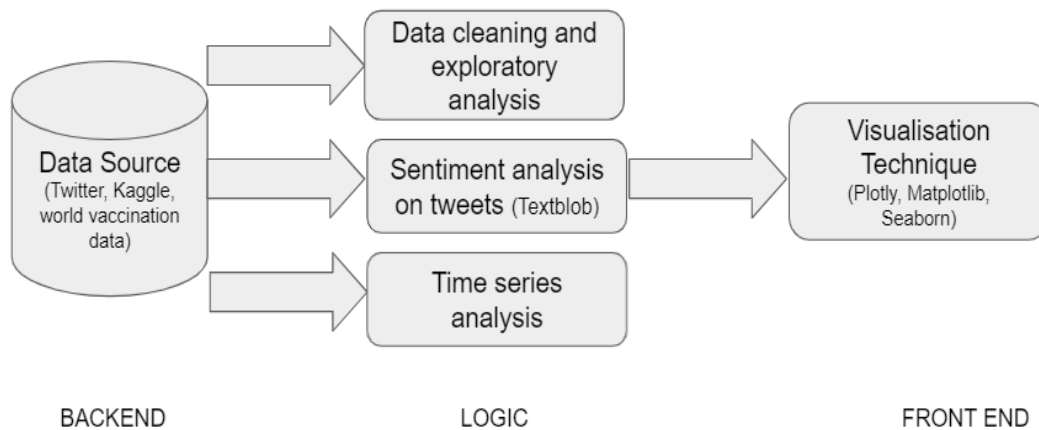 Data Source
(Twitter, Kaggle,
world vaccination
data)
Data cleaning and
exploratory
analysis
Sentiment analysis
on tweets (Textblob)
Time series
analysis
Visualisation
Technique
(Plotly, Matplotlib,
Seaborn)
BACKEND
LOGIC
FRONT END